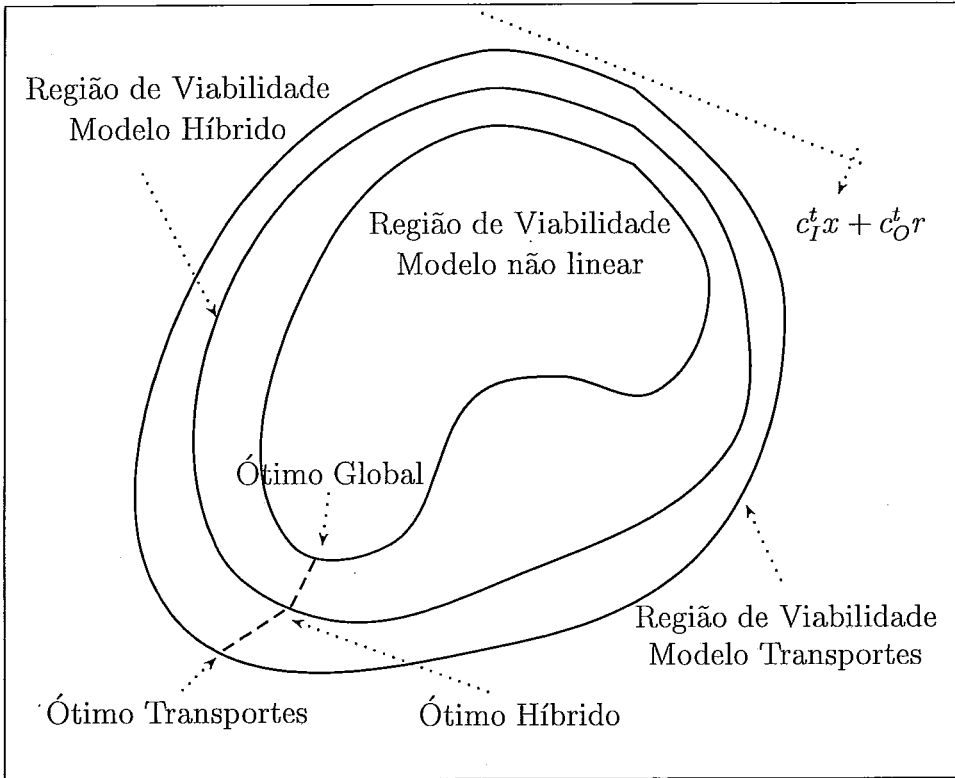 Região de Viabilidade
Modelo Híbrido
Região de Viabilidade
Modelo não linear
$c_I^t x + c_O^t r$
Ótimo Global
Região de Viabilidade
Modelo Transportes
Ótimo Transportes
Ótimo Híbrido